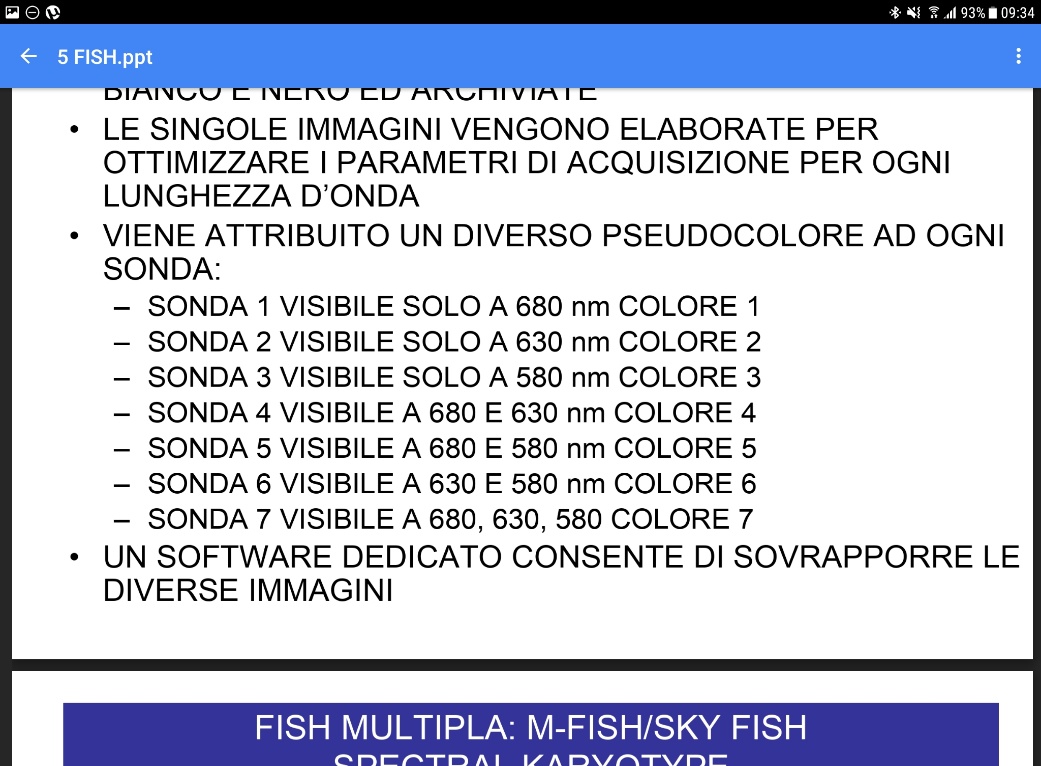 93% 09:34
5 FISH.ppt
BIANCO E NERO ED ARCHIVIATE
• LE SINGOLE IMMAGINI VENGONO ELABORATE PER
OTTIMIZZARE I PARAMETRI DI ACQUISIZIONE PER OGNI
LUNGHEZZA D'ONDA
• VIENE ATTRIBUITO UN DIVERSO PSEUDOCOLORE AD OGNI
SONDA:
– SONDA 1 VISIBILE SOLO A 680 nm COLORE 1
– SONDA 2 VISIBILE SOLO A 630 nm COLORE 2
– SONDA 3 VISIBILE SOLO A 580 nm COLORE 3
– SONDA 4 VISIBILE A 680 E 630 nm COLORE 4
– SONDA 5 VISIBILE A 680 E 580 nm COLORE 5
– SONDA 6 VISIBILE A 630 E 580 nm COLORE 6
– SONDA 7 VISIBILE A 680, 630, 580 COLORE 7
• UN SOFTWARE DEDICATO CONSENTE DI SOVRAPPORRE LE
DIVERSE IMMAGINI
FISH MULTIPLA: M-FISH/SKY FISH
SPECTRAL KARYOTYPE